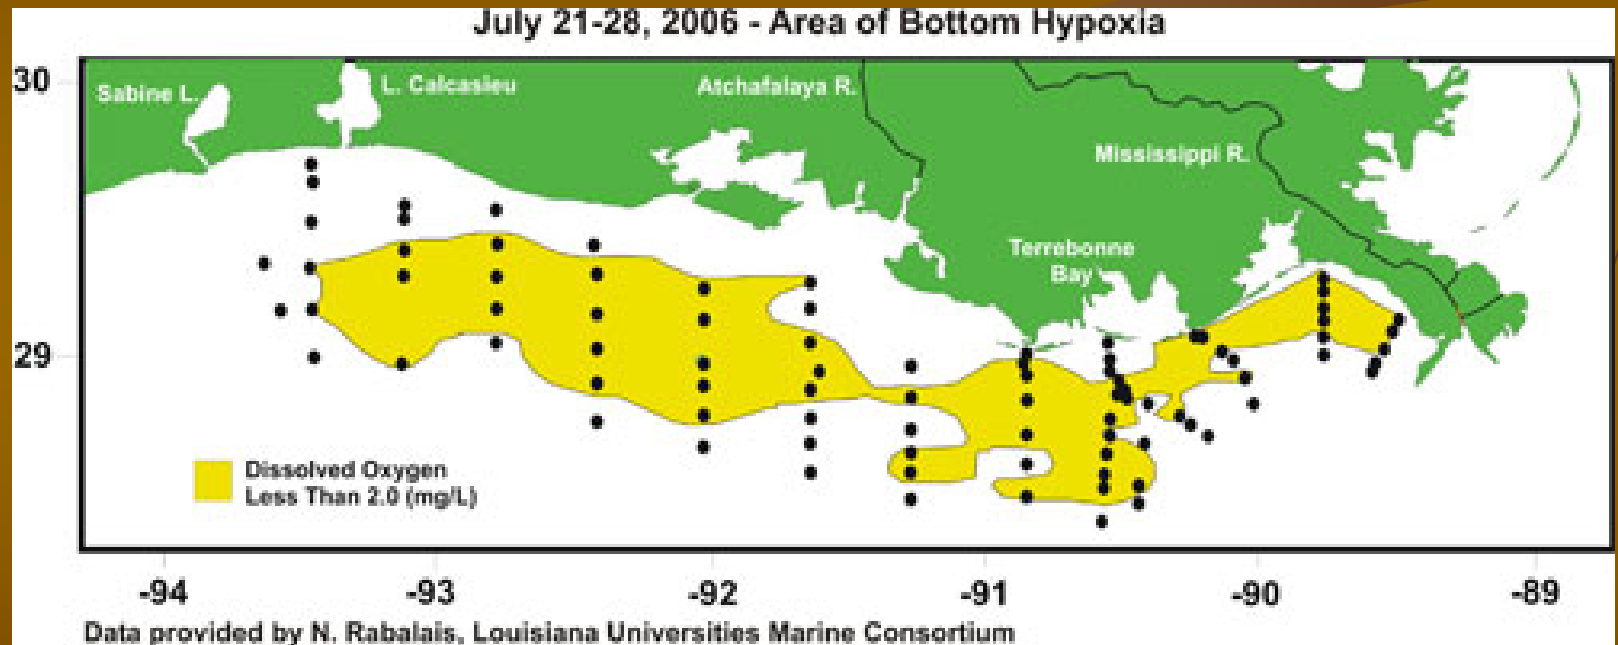 July 21-28, 2006 - Area of Bottom Hypoxia
30
Sabine L.
L. Calcasieu
Atchafalaya R.
Mississippi R.
Terrebonne
Bay
29
Dissolved Oxygen
Less Than 2.0 (mg/L)
-94
-93
-92
-91
-90
-89
Data provided by N. Rabalais, Louisiana Universities Marine Consortium